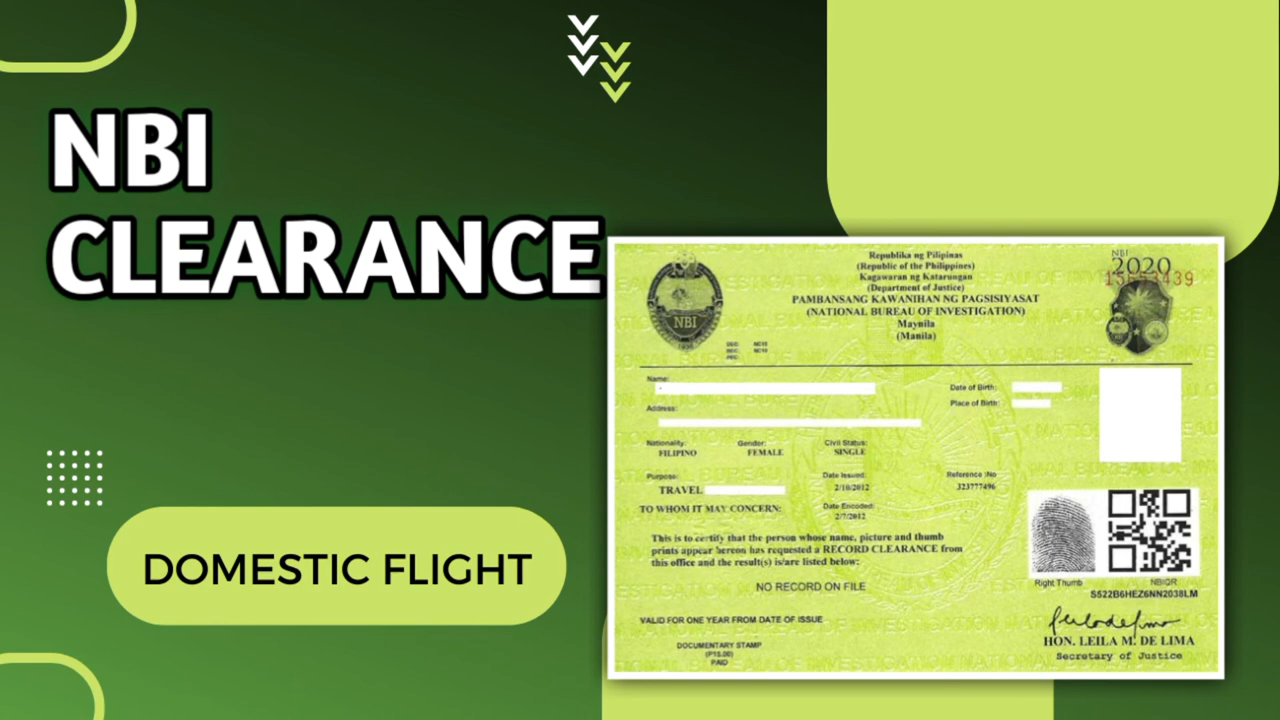 NBI
CLEARANCE
DOMESTIC FLIGHT
Republika ng Pilipinas
(Republic of the Philippines)
Kagawaran ng Katarungan
(Department of Justice)
PAMBANSANG KAWANIHAN NG PAGSISIYASAT
(NATIONAL BUREAU OF INVESTIGATION)
Maynila
(Manila)
NBI
NBI
2020
Name:
Date of Birth:
Place of Birth:
Address:
Nationality: Gender: Civil Status:
FILIPINO FEMALE SINGLE
Purpose: Date Issued: Reference No
TRAVEL 2/10/2012 323777496
TO WHOM IT MAY CONCERN: Date Encoded:
2/7/2012
This is to certify that the person whose name, picture and thumb
prints appear hereon has requested a RECORD CLEARANCE from
this office and the result(s) is/are listed below:
NO RECORD ON FILE
Right Thumb NBIQR
S522B6HEZ6NN2038LM
VALID FOR ONE YEAR FROM DATE OF ISSUE
DOCUMENTARY STAMP
(P15.00)
PAID
HON. LEILA M. DE LIMA
Secretary of Justice